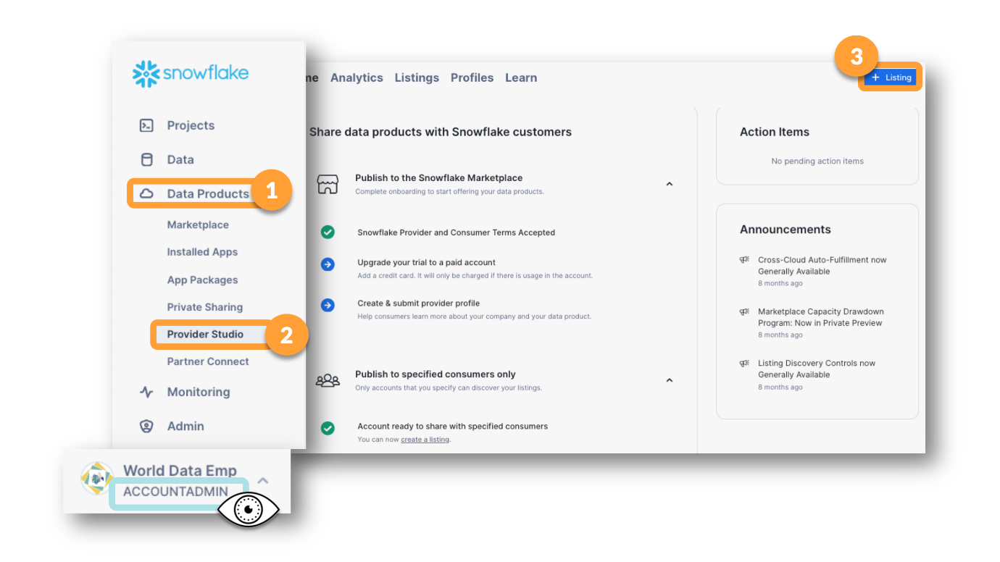 snowflake
Projects
Data
1
Data Products
Marketplace
Installed Apps
App Packages
Private Sharing
2
Provider Studio
Partner Connect
Monitoring
Admin
World Data Emp
ACCOUNTADMIN
me Analytics Listings Profiles Learn
3
+ Listing
Share data products with Snowflake customers
Publish to the Snowflake Marketplace
Complete onboarding to start offering your data products.
Snowflake Provider and Consumer Terms Accepted
Upgrade your trial to a paid account
Add a credit card. It will only be charged if there is usage in the account.
Create & submit provider profile
Help consumers learn more about your company and your data product.
Publish to specified consumers only
Only accounts that you specify can discover your listings.
Account ready to share with specified consumers
You can now create a listing.
Action Items
No pending action items
Announcements
Cross-Cloud Auto-Fulfillment now
Generally Available
8 months ago
Marketplace Capacity Drawdown
Program: Now in Private Preview
8 months ago
Listing Discovery Controls now
Generally Available
8 months ago